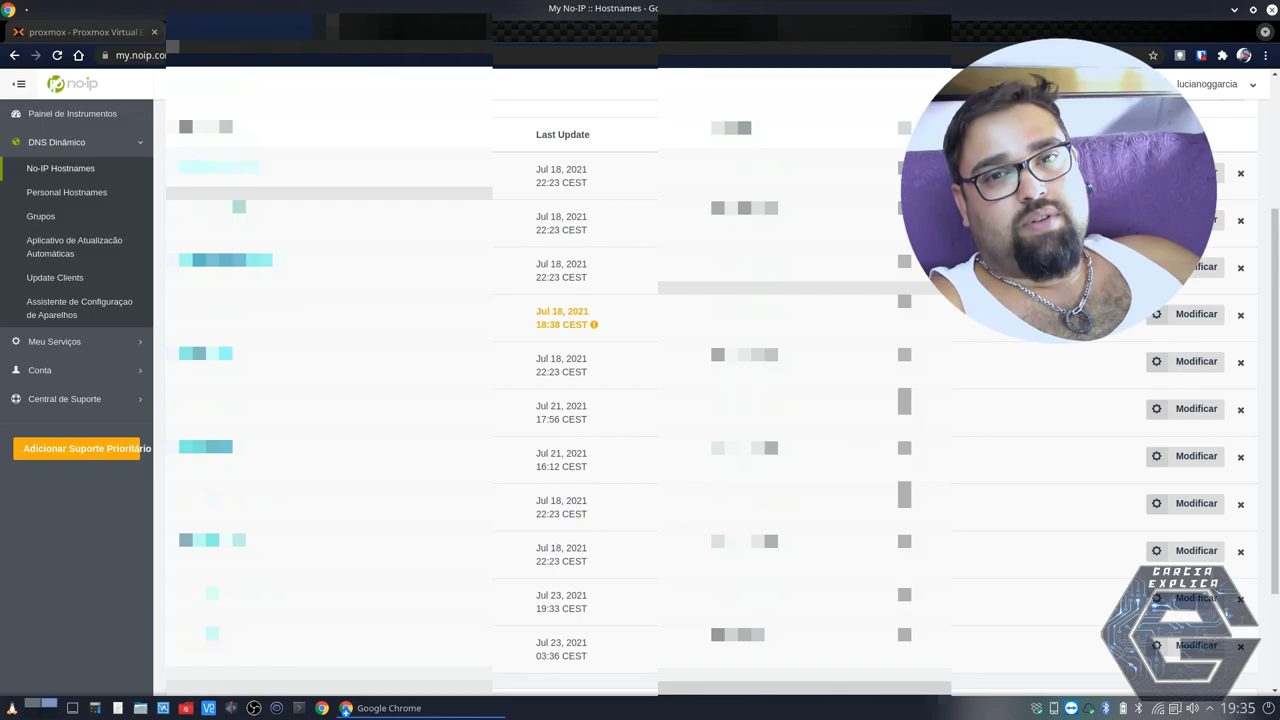 My No-IP :: Hostnames - Go
proxmox - Proxmox Virtual E
my.noip.co
no-ip
lucianoggarcia
Painel de Instrumentos
DNS Dinâmico
No-IP Hostnames
Personal Hostnames
Grupos
Aplicativo de Atualizacão
Automáticas
Update Clients
Assistente de Configuraçao
de Aparelhos
Meu Serviços
Conta
Central de Suporte
Adicionar Suporte Prioritário
Last Update
Jul 18, 2021
22:23 CEST
Jul 18, 2021
22:23 CEST
Jul 18, 2021
22:23 CEST
ificar
Jul 18, 2021
18:38 CEST
Modificar
Jul 18, 2021
22:23 CEST
Modificar
Jul 21, 2021
17:56 CEST
Modificar
Jul 21, 2021
16:12 CEST
Modificar
Jul 18, 2021
22:23 CEST
Modificar
Jul 18, 2021
22:23 CEST
Modificar
Jul 23, 2021
19:33 CEST
Modificar
Jul 23, 2021
03:36 CEST
Modificar
GARCIA
EXPLICA
Google Chrome
19:35